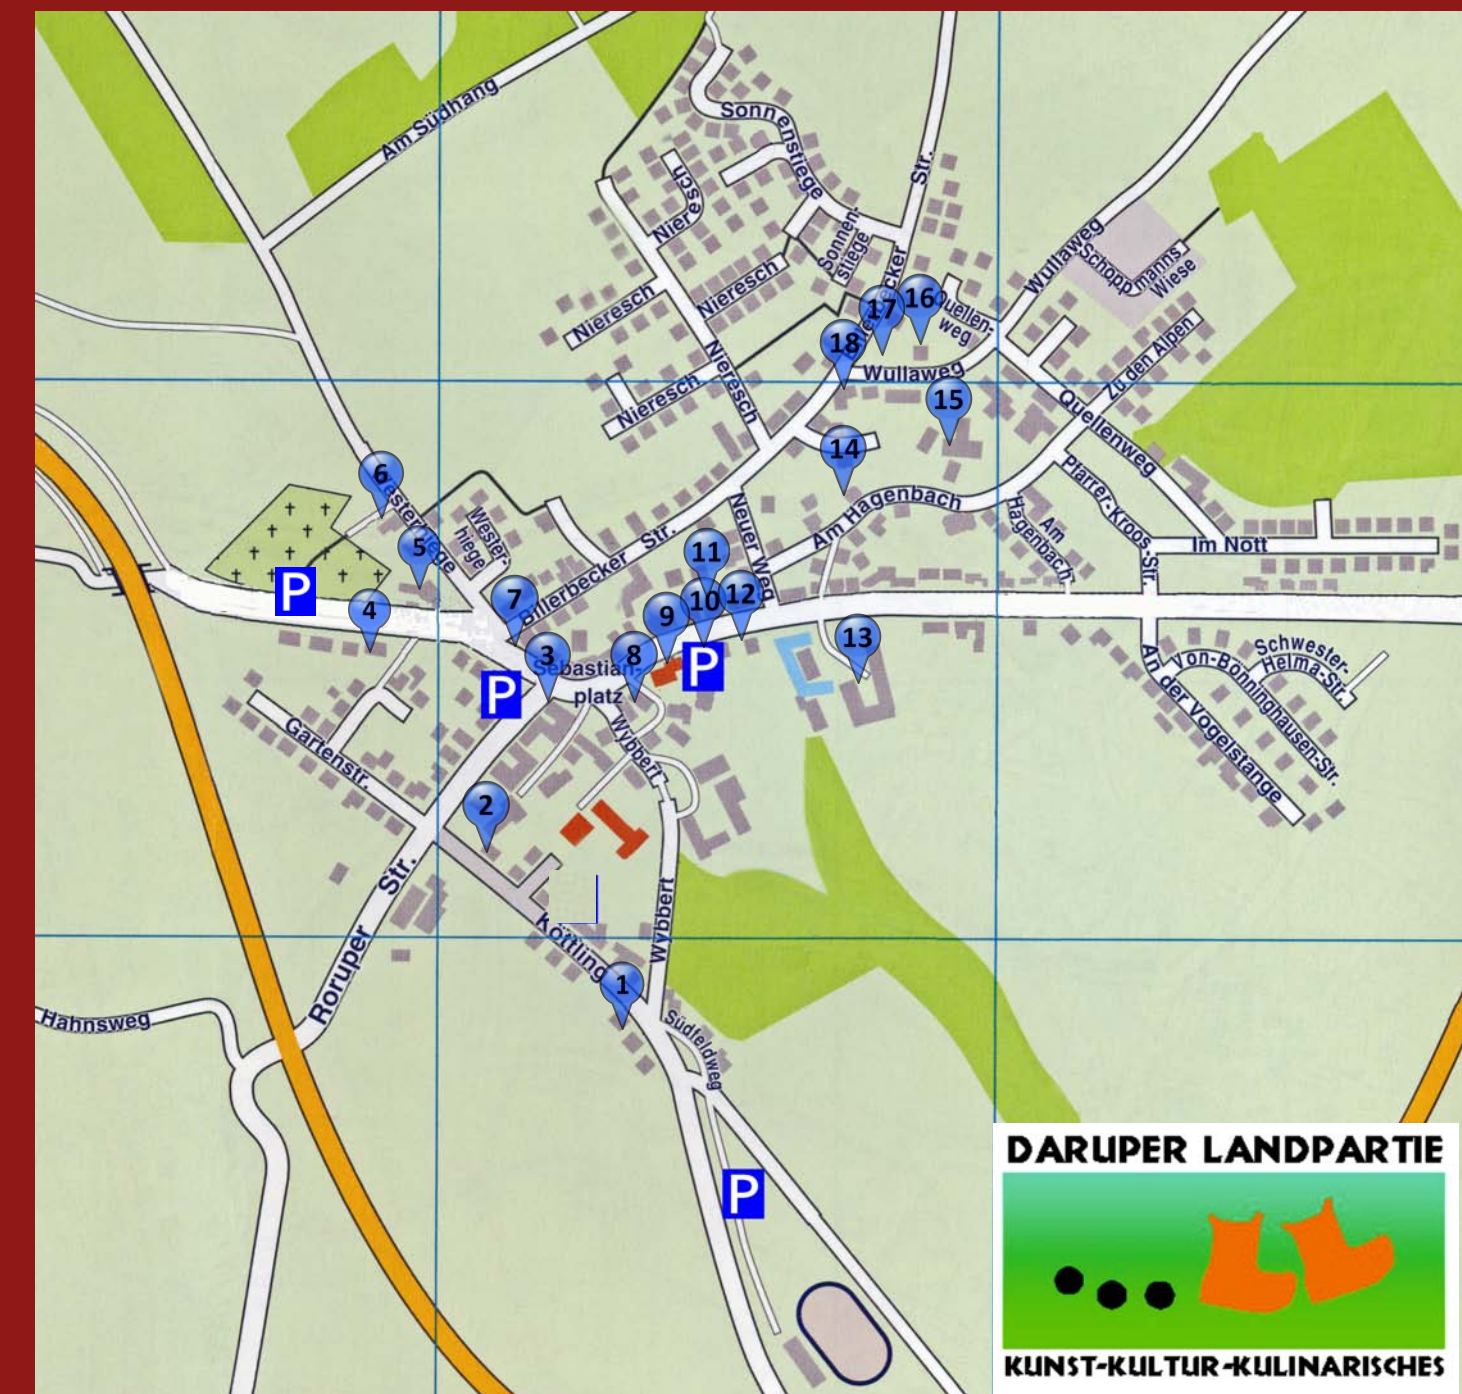 Am Südhang
Sonnenstiege
Str.
Nieresch
Sonnen-
stiege
Wullaweg
Schoppmanns
Wiese
Nieresch
Nieresch
16
17
Quellen-
weg
18
Wullaweg
Zu den Alpen
Nieresch
Nieresch
15
Quellenweg
14
6
Am Hagenbach
Pfarrer-Kroos-Str.
Am
Hagenbach
Im Nott
Neuer Weg
Wester-
hiege
5
11
Billerbecker Str.
P
4
7
9
10
12
3
8
13
Sebastian-
platz
P
P
Schwester-
Helma-Str.
Von-Bönninghausen-Str.
An der Vogelstange
Gartenstr.
Wybbert
2
Roruper Str.
Wybbert
Köttling
1
Hahnsweg
Südfeldweg
P
DARUPER LANDPARTIE
KUNST-KULTUR-KULINARISCHES